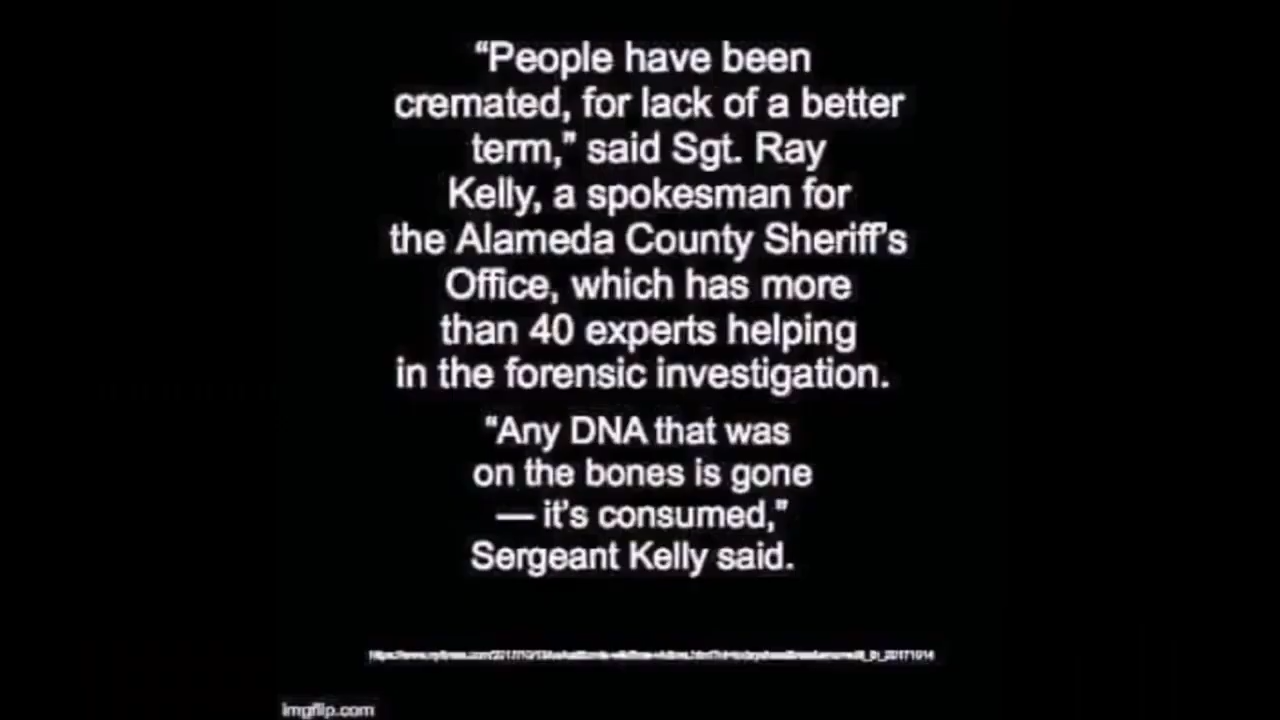 “People have been
cremated, for lack of a better
term,” said Sgt. Ray
Kelly, a spokesman for
the Alameda County Sheriff’s
Office, which has more
than 40 experts helping
in the forensic investigation.
“Any DNA that was
on the bones is gone
— it’s consumed,”
Sergeant Kelly said.
imgflip.com